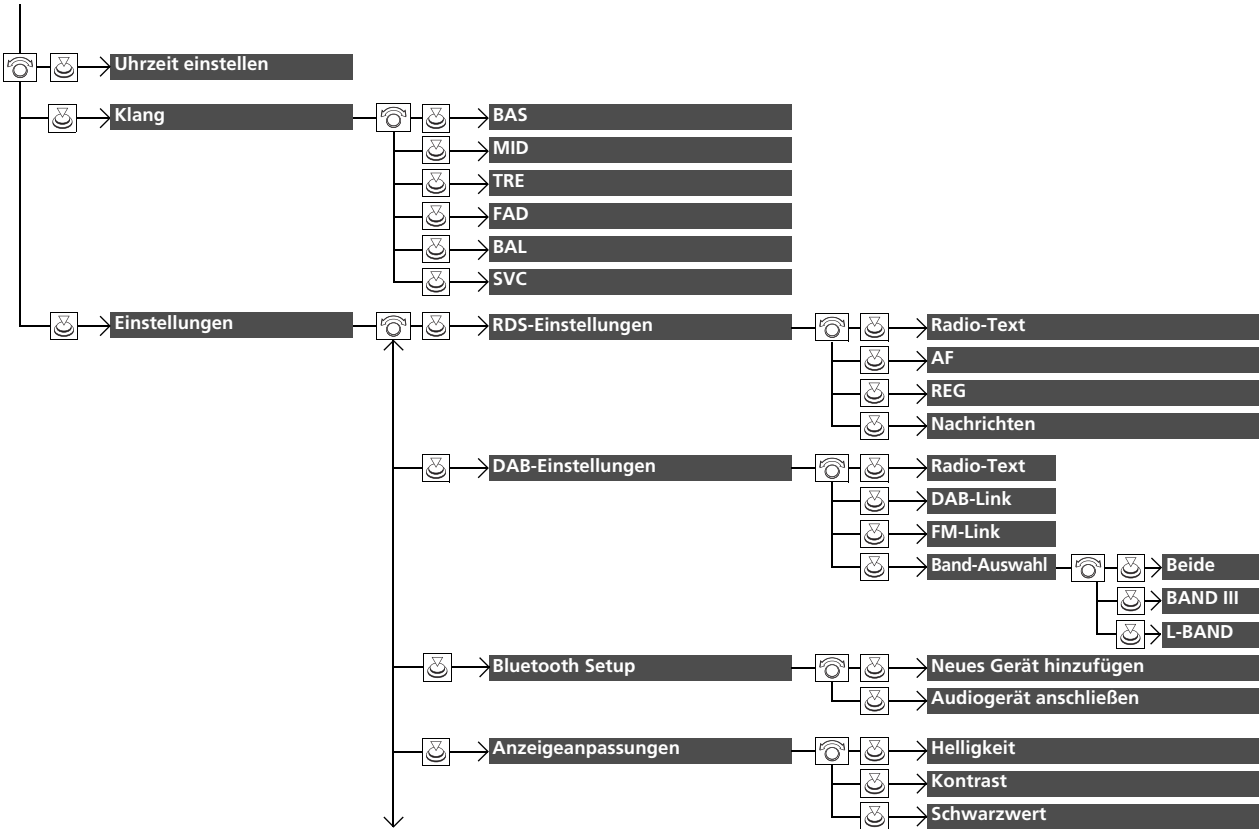 Uhrzeit einstellen
Klang
BAS
MID
TRE
FAD
BAL
SVC
Einstellungen
RDS-Einstellungen
Radio-Text
AF
REG
Nachrichten
DAB-Einstellungen
Radio-Text
DAB-Link
FM-Link
Band-Auswahl
Beide
BAND III
L-BAND
Bluetooth Setup
Neues Gerät hinzufügen
Audiogerät anschließen
Anzeigeanpassungen
Helligkeit
Kontrast
Schwarzwert